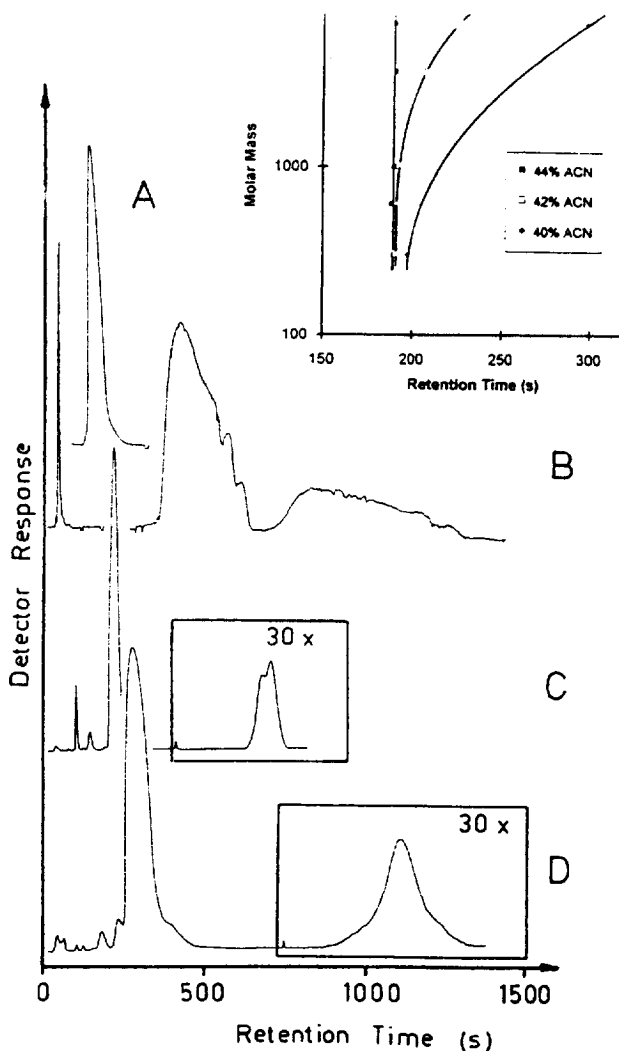 Molar Mass
1000
100
44% ACN
42% ACN
40% ACN
150
200
250
300
Retention Time (s)
A
B
Detector Response
30 x
C
30 x
D
0
500
1000
1500
Retention Time (s)